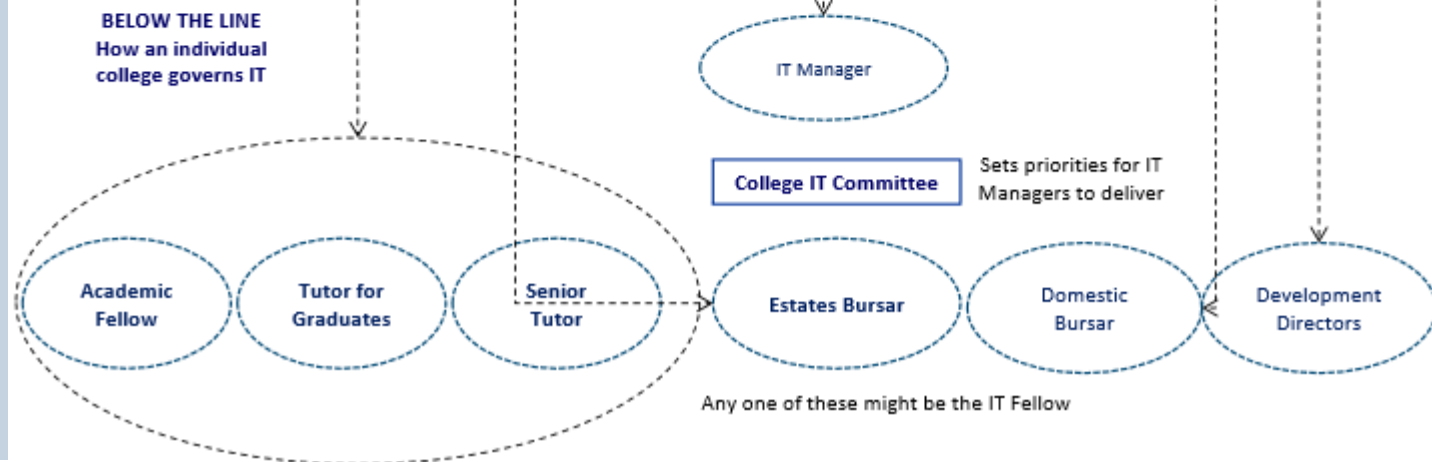 BELOW THE LINE
How an individual
college governs IT
IT Manager
College IT Committee
Sets priorities for IT
Managers to deliver
Academic
Fellow
Tutor for
Graduates
Senior
Tutor
Estates Bursar
Domestic
Bursar
Development
Directors
Any one of these might be the IT Fellow